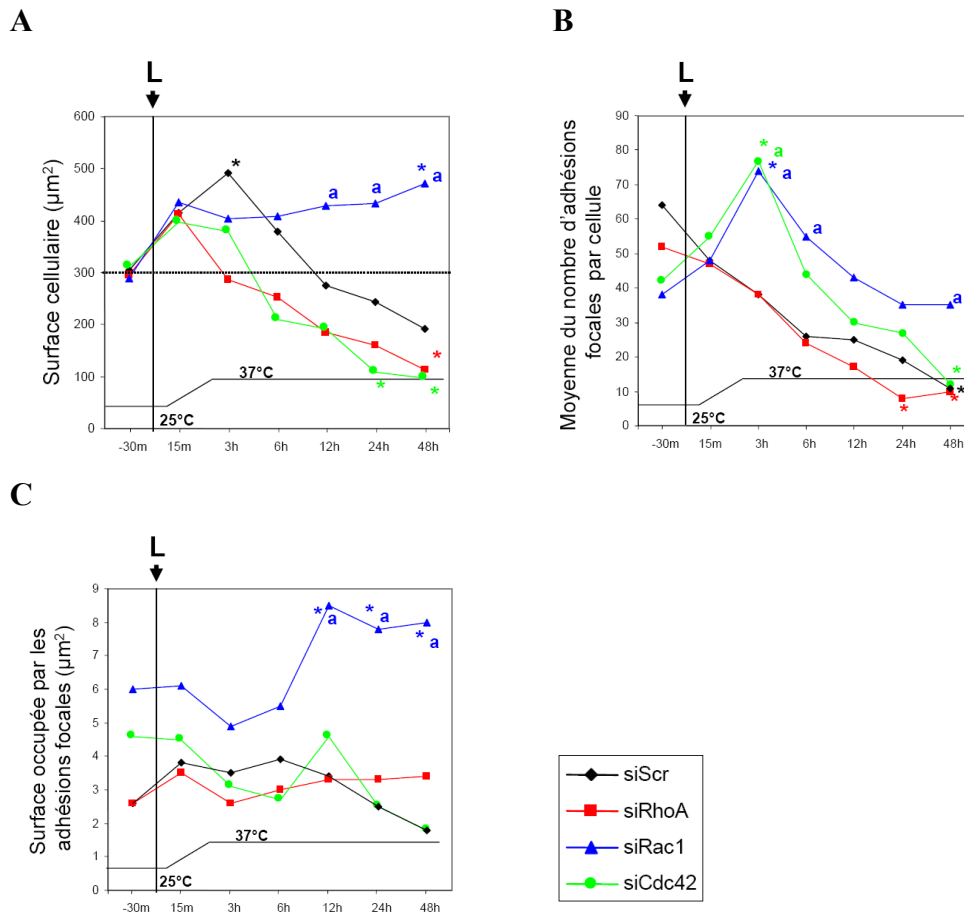 A
L
Surface cellulaire (µm²)
600
500
400
300
200
100
0
*
a
a
*
a
*
*
*
37°C
25°C
-30m 15m 3h 6h 12h 24h 48h
B
L
Moyenne du nombre d'adhésions
focales par cellule
90
80
70
60
50
40
30
20
10
0
* a
* a
a
a
*
*
*
*
37°C
25°C
-30m 15m 3h 6h 12h 24h 48h
C
L
Surface occupée par les
adhésions focales (µm²)
9
8
7
6
5
4
3
2
1
0
* a
* a
* a
37°C
25°C
-30m 15m 3h 6h 12h 24h 48h
siScr
siRhoA
siRac1
siCdc42